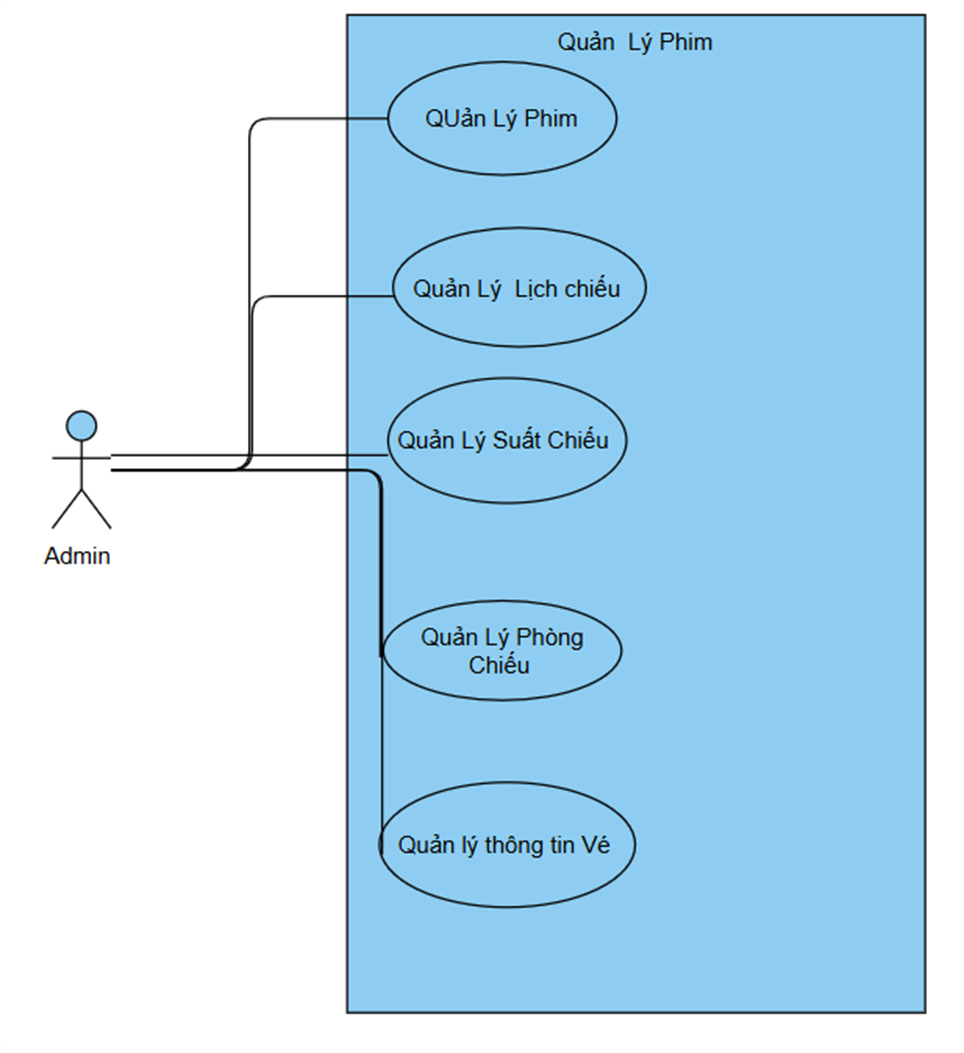 Quản Lý Phim
QUản Lý Phim
Quản Lý Lịch chiếu
Quản Lý Suất Chiếu
Admin
Quản Lý Phòng
Chiếu
Quản lý thông tin Vé